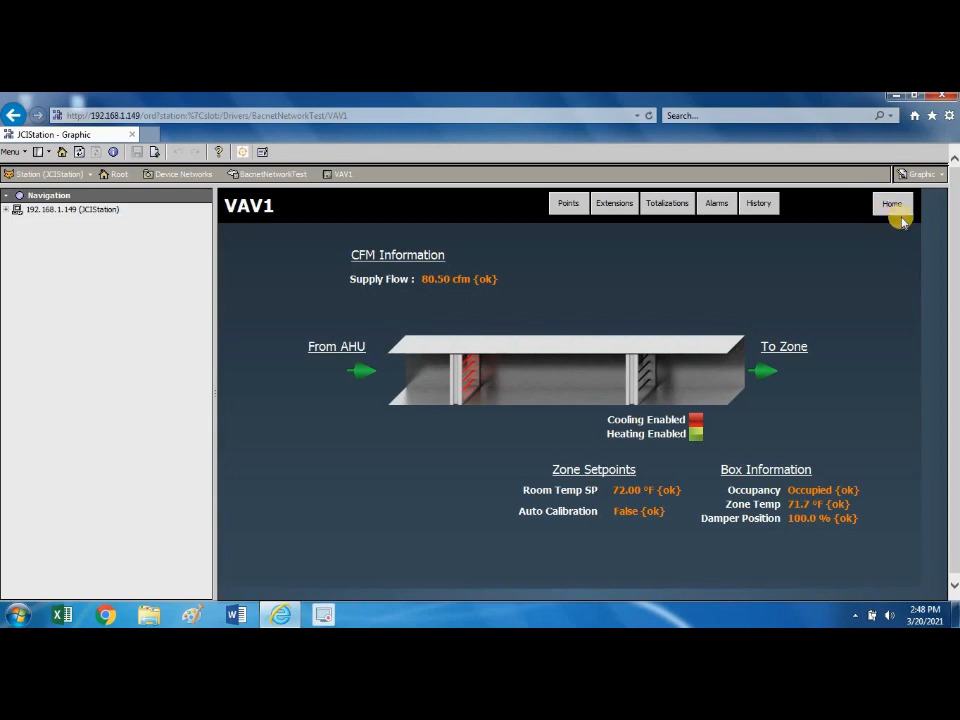 http://192.168.1.149/ord?station:%7Cslot:/Drivers/BacnetNetworkTest/VAV1
Search...
JCIStation - Graphic
Menu
Station (JCIStation)
Root
Device Networks
BacnetNetworkTest
VAV1
Graphic
Navigation
192.168.1.149 (JCIStation)
VAV1
Points
Extensions
Totalizations
Alarms
History
Home
CFM Information
Supply Flow : 80.50 cfm {ok}
From AHU
To Zone
Cooling Enabled
Heating Enabled
Zone Setpoints
Room Temp SP 72.00 °F {ok}
Auto Calibration False {ok}
Box Information
Occupancy Occupied {ok}
Zone Temp 71.7 °F {ok}
Damper Position 100.0 % {ok}
2:48 PM
3/20/2021